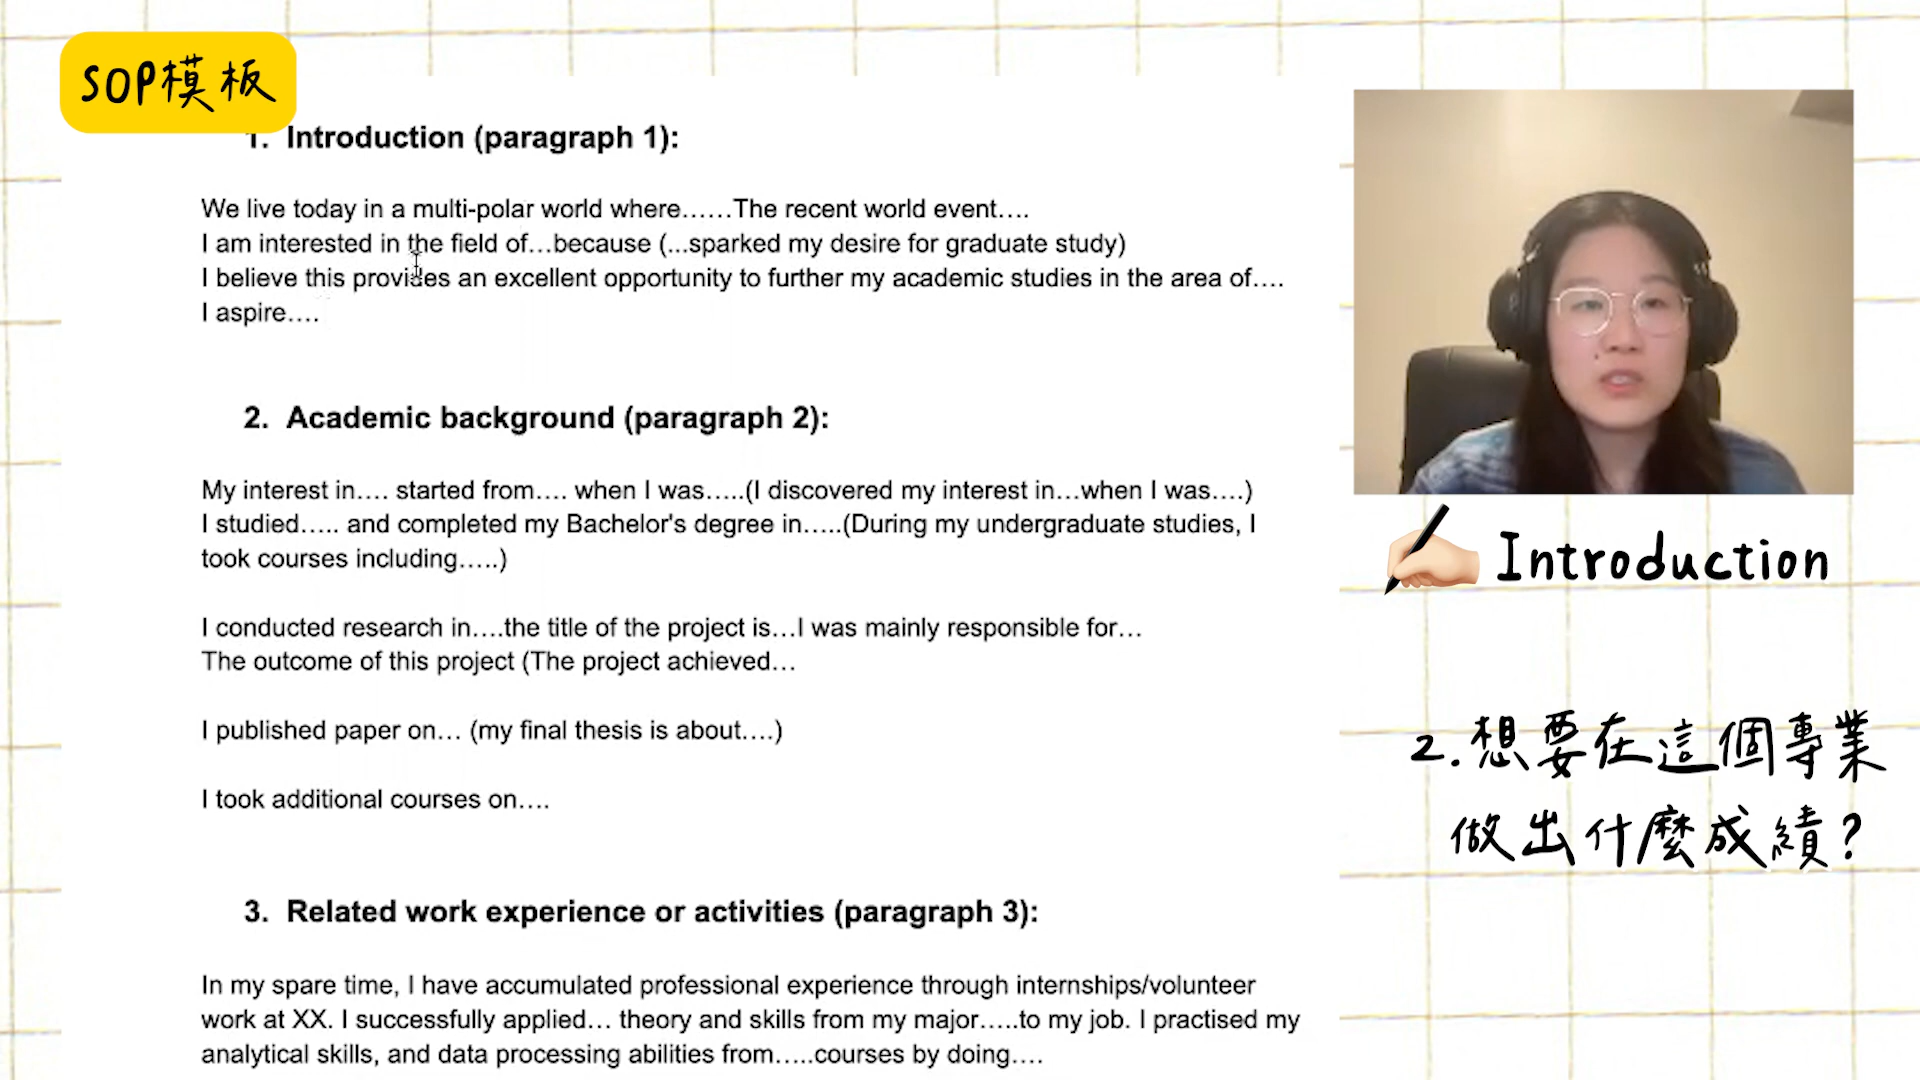 SOP模板
1. Introduction (paragraph 1):
We live today in a multi-polar world where……The recent world event….
I am interested in the field of…because (...sparked my desire for graduate study)
I believe this provides an excellent opportunity to further my academic studies in the area of….
I aspire….
2. Academic background (paragraph 2):
My interest in…. started from…. when I was…..(I discovered my interest in…when I was….)
I studied….. and completed my Bachelor's degree in…..(During my undergraduate studies, I
took courses including…..)
I conducted research in….the title of the project is…I was mainly responsible for…
The outcome of this project (The project achieved…
I published paper on… (my final thesis is about….)
I took additional courses on….
3. Related work experience or activities (paragraph 3):
In my spare time, I have accumulated professional experience through internships/volunteer
work at XX. I successfully applied… theory and skills from my major…..to my job. I practised my
analytical skills, and data processing abilities from…..courses by doing….
Introduction
2.想要在這個專業
做出什麼成績?